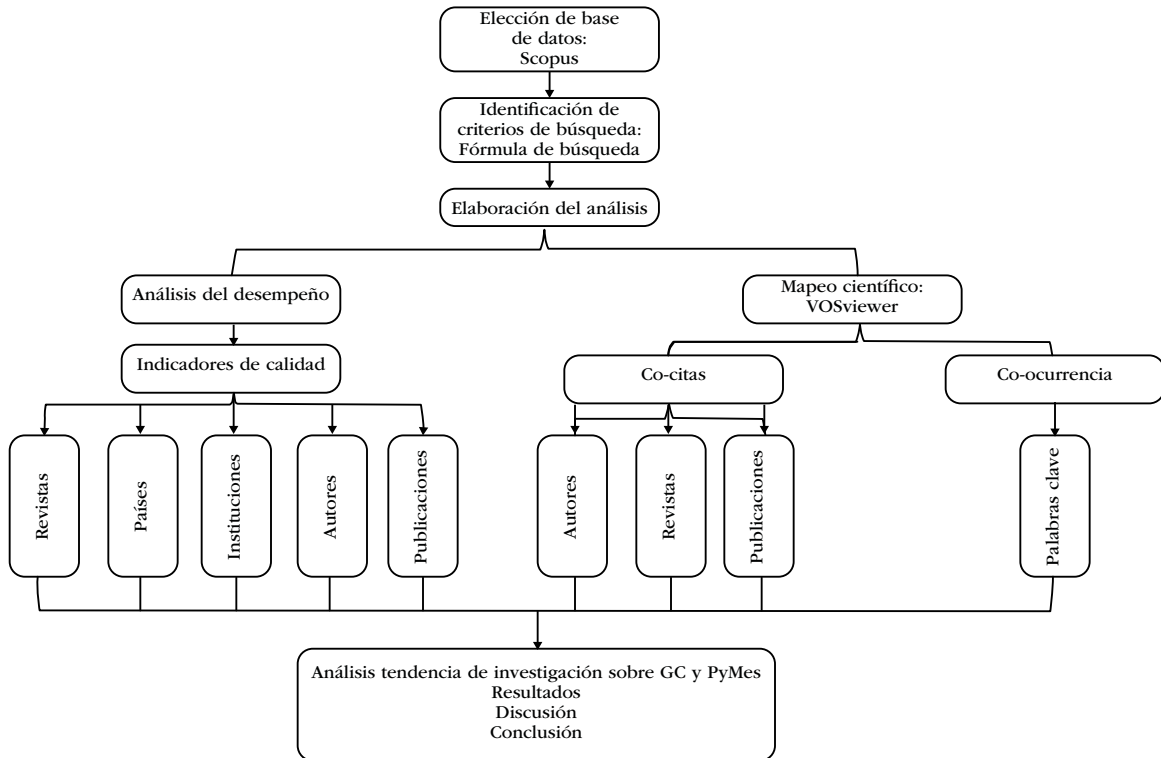 Elección de base
de datos:
Scopus
Identificación de
criterios de búsqueda:
Fórmula de búsqueda
Elaboración del análisis
Análisis del desempeño
Mapeo científico:
VOSviewer
Indicadores de calidad
Co-citas
Co-ocurrencia
Revistas
Países
Instituciones
Autores
Publicaciones
Autores
Revistas
Publicaciones
Palabras clave
Análisis tendencia de investigación sobre GC y PyMes
Resultados
Discusión
Conclusión